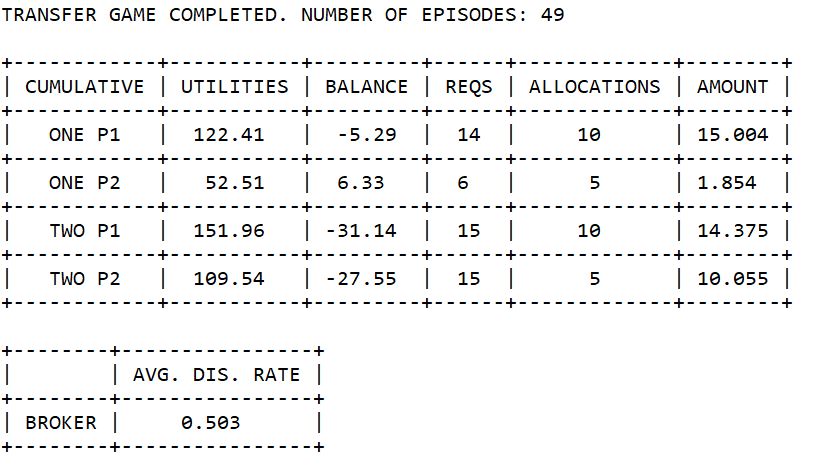 TRANSFER GAME COMPLETED. NUMBER OF EPISODES: 49
+------------+-----------+---------+------+-------------+--------+
| CUMULATIVE | UTILITIES | BALANCE | REQS | ALLOCATIONS | AMOUNT |
+------------+-----------+---------+------+-------------+--------+
|   ONE P1   |  122.41   |  -5.29  |  14  |     10      | 15.004 |
+------------+-----------+---------+------+-------------+--------+
|   ONE P2   |   52.51   |  6.33   |  6   |      5      | 1.854  |
+------------+-----------+---------+------+-------------+--------+
|   TWO P1   |  151.96   | -31.14  |  15  |     10      | 14.375 |
+------------+-----------+---------+------+-------------+--------+
|   TWO P2   |  109.54   | -27.55  |  15  |      5      | 10.055 |
+------------+-----------+---------+------+-------------+--------+
+--------+----------------+
|        | AVG. DIS. RATE |
+--------+----------------+
| BROKER |     0.503      |
+--------+----------------+